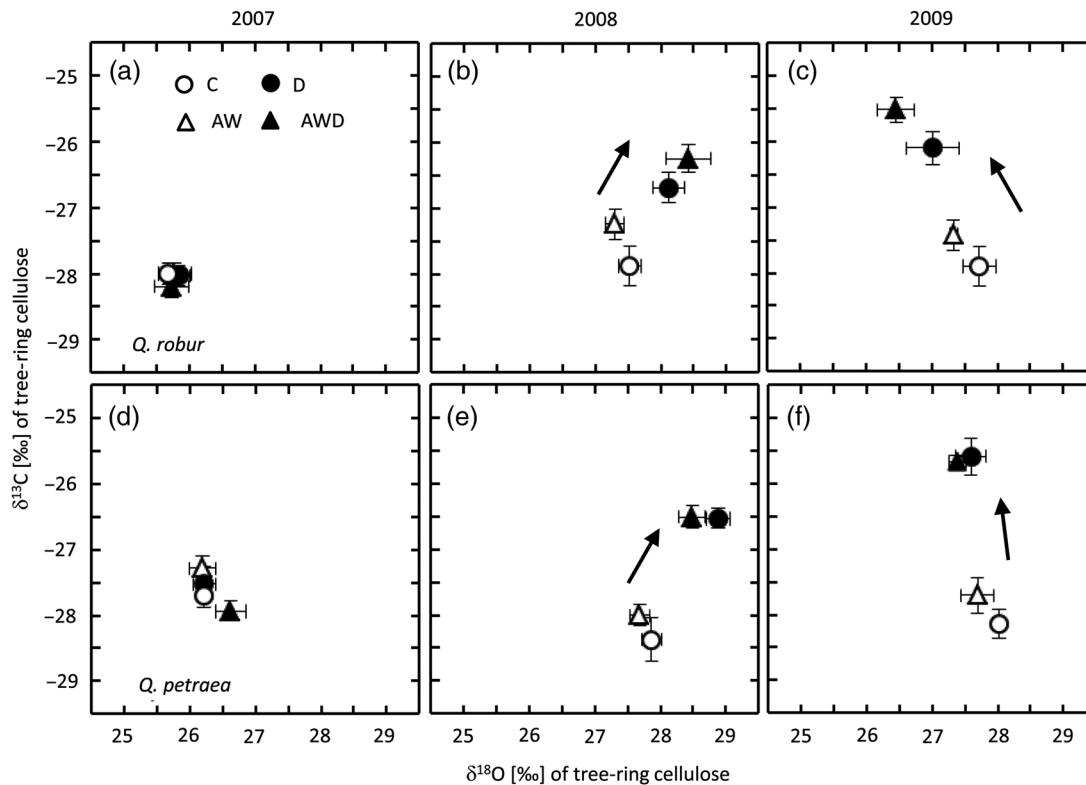 2007 2008 2009
(a) C D
AW AWD
(b)
(c)
−25
−26
−27
−28
−29
Q. robur
(d)
(e)
(f)
−25
−26
−27
−28
−29
Q. petraea
25 26 27 28 29 25 26 27 28 29 25 26 27 28 29
δ13C [‰] of tree-ring cellulose
δ18O [‰] of tree-ring cellulose